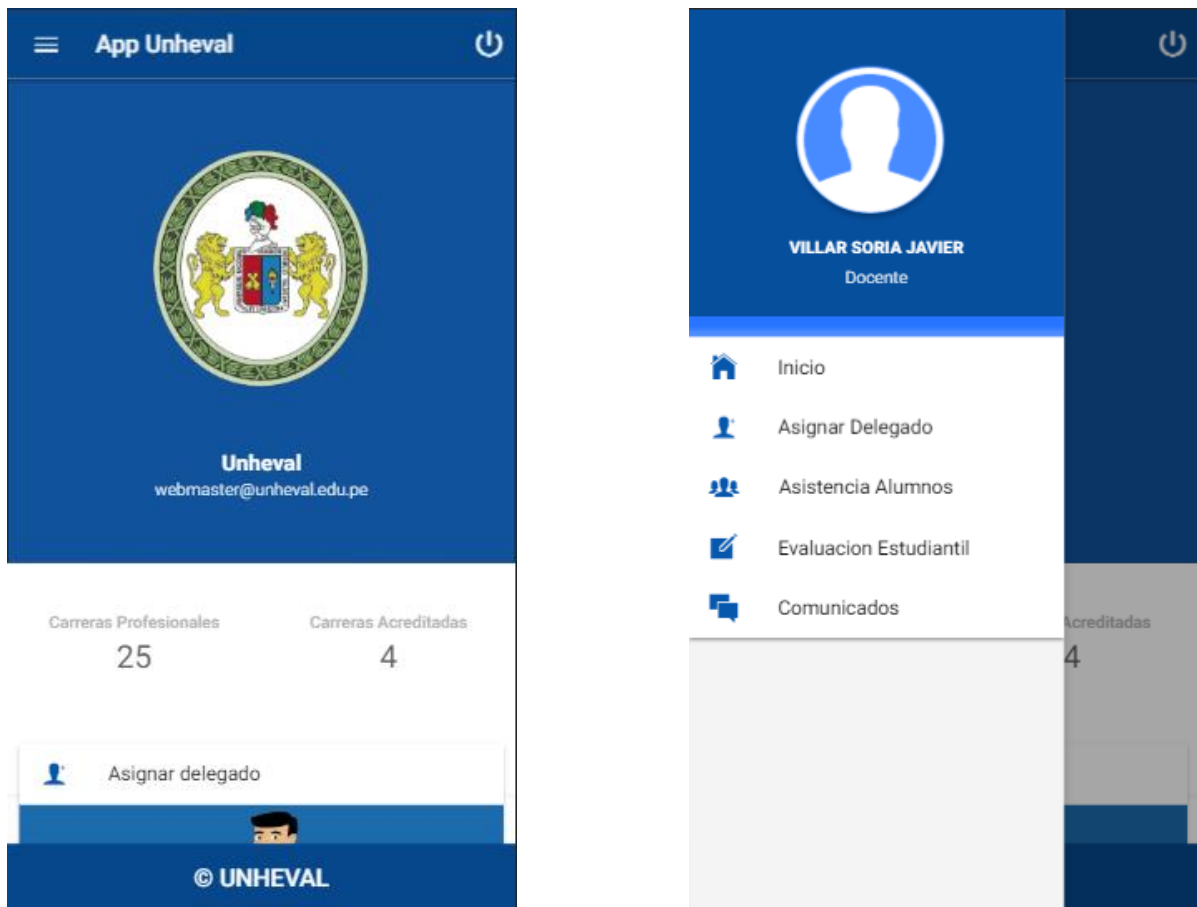 App Unheval
Unheval
webmaster@unheval.edu.pe
Carreras Profesionales
25
Carreras Acreditadas
4
Asignar delegado
© UNHEVAL
VILLAR SORIA JAVIER
Docente
Inicio
Asignar Delegado
Asistencia Alumnos
Evaluacion Estudiantil
Comunicados
Acreditadas
4